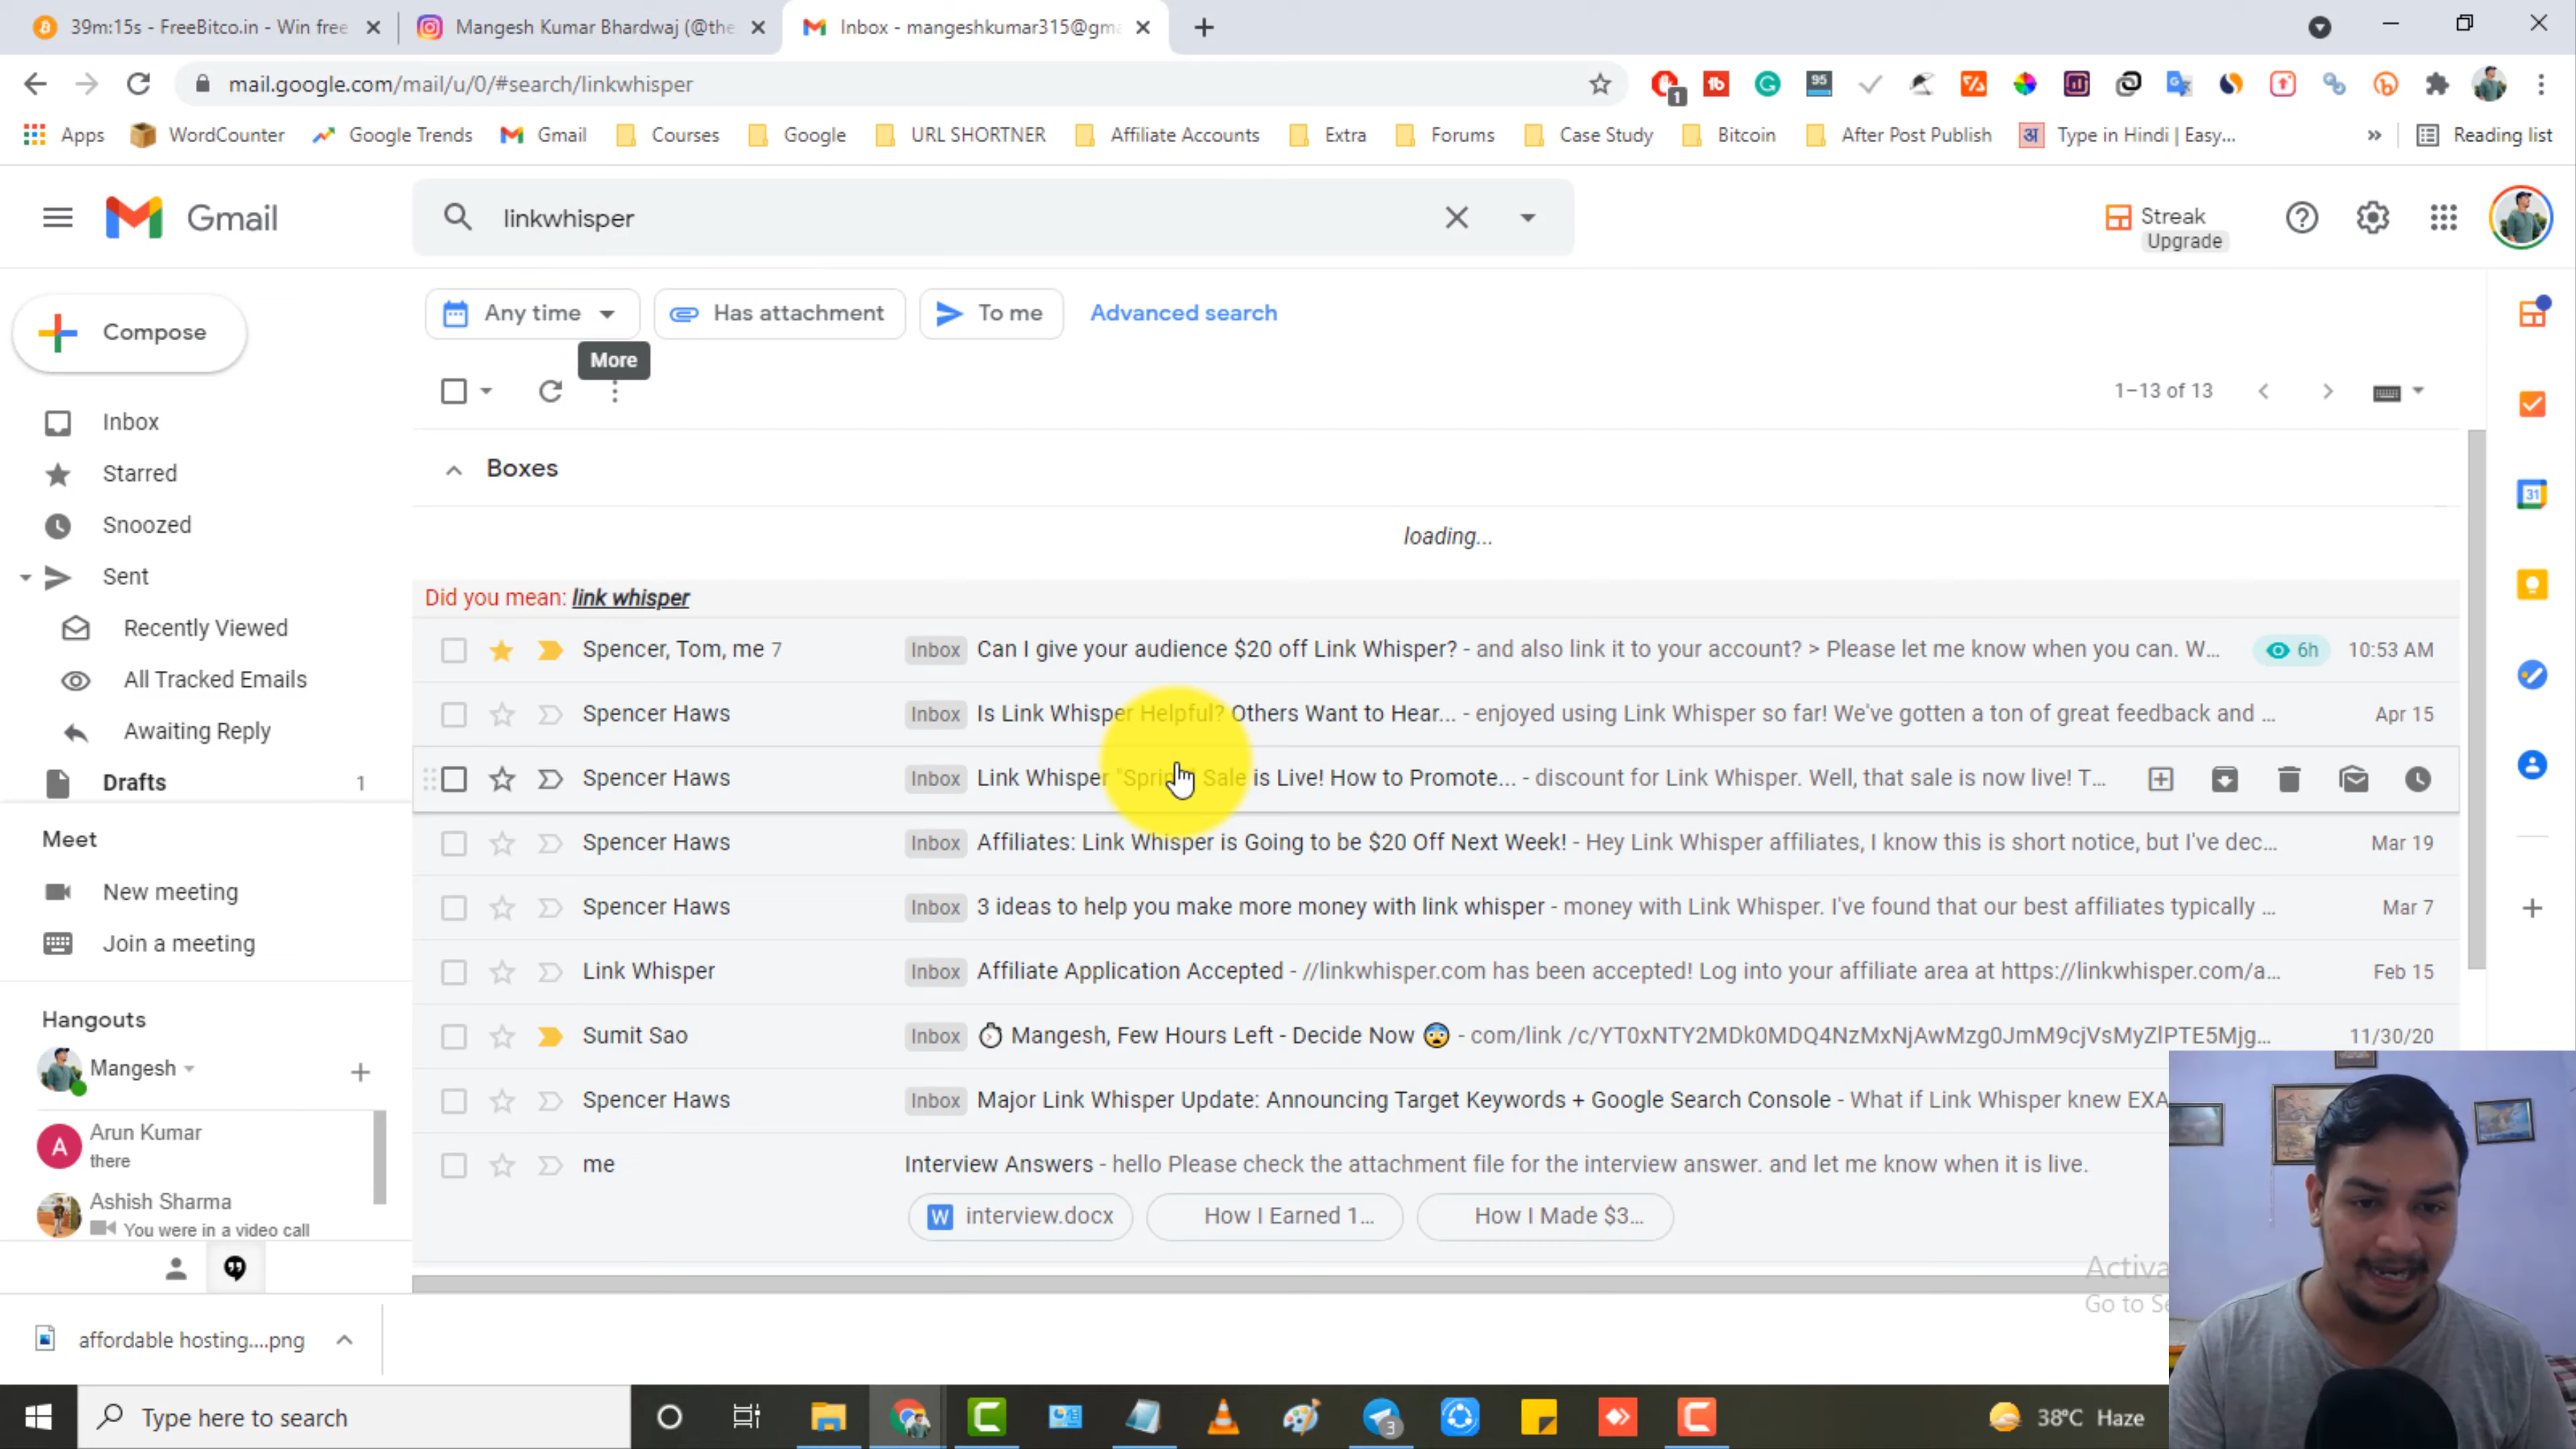 39m:15s - FreeBitco.in - Win free
Mangesh Kumar Bhardwaj (@the
Inbox - mangeshkumar315@gma
mail.google.com/mail/u/0/#search/linkwhisper
1
95
Apps
WordCounter
Google Trends
Gmail
Courses
Google
URL SHORTNER
Affiliate Accounts
Extra
Forums
Case Study
Bitcoin
After Post Publish
अ Type in Hindi | Easy...
»
Reading list
Gmail
linkwhisper
Streak
Upgrade
Compose
Any time
Has attachment
To me
Advanced search
More
1–13 of 13
Inbox
Starred
Snoozed
Sent
Recently Viewed
All Tracked Emails
Awaiting Reply
Drafts 1
Boxes
loading...
Did you mean: link whisper
Spencer, Tom, me 7 Inbox Can I give your audience $20 off Link Whisper? - and also link it to your account? > Please let me know when you can. W... 6h 10:53 AM
Spencer Haws Inbox Is Link Whisper Helpful? Others Want to Hear... - enjoyed using Link Whisper so far! We've gotten a ton of great feedback and ... Apr 15
Spencer Haws Inbox Link Whisper "Spring" Sale is Live! How to Promote... - discount for Link Whisper. Well, that sale is now live! T...
Spencer Haws Inbox Affiliates: Link Whisper is Going to be $20 Off Next Week! - Hey Link Whisper affiliates, I know this is short notice, but I've dec... Mar 19
Spencer Haws Inbox 3 ideas to help you make more money with link whisper - money with Link Whisper. I've found that our best affiliates typically ... Mar 7
Link Whisper Inbox Affiliate Application Accepted - //linkwhisper.com has been accepted! Log into your affiliate area at https://linkwhisper.com/a... Feb 15
Sumit Sao Inbox Mangesh, Few Hours Left - Decide Now - com/link /c/YT0xNTY2MDk0MDQ4NzMxNjAwMzg0JmM9cjVsMyZlPTE5Mjg... 11/30/20
Spencer Haws Inbox Major Link Whisper Update: Announcing Target Keywords + Google Search Console - What if Link Whisper knew EXA
me Interview Answers - hello Please check the attachment file for the interview answer. and let me know when it is live.
W interview.docx
How I Earned 1...
How I Made $3...
Meet
New meeting
Join a meeting
Hangouts
Mangesh
A
Arun Kumar
there
Ashish Sharma
You were in a video call
31
Activa
Go to Se
affordable hosting....png
Type here to search
3
38°C Haze